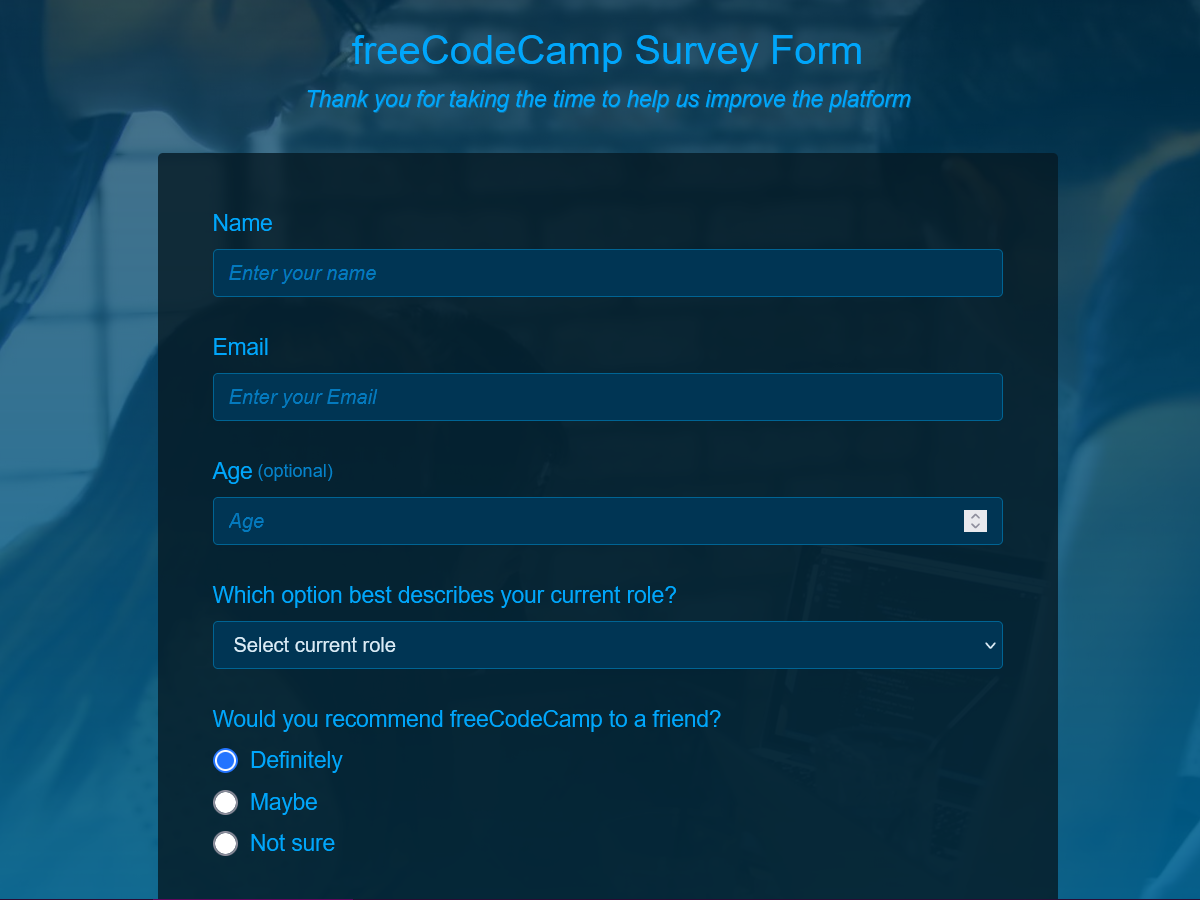 freeCodeCamp Survey Form
Thank you for taking the time to help us improve the platform
Name
Enter your name
Email
Enter your Email
Age (optional)
Age
Which option best describes your current role?
Select current role
Would you recommend freeCodeCamp to a friend?
Definitely
Maybe
Not sure